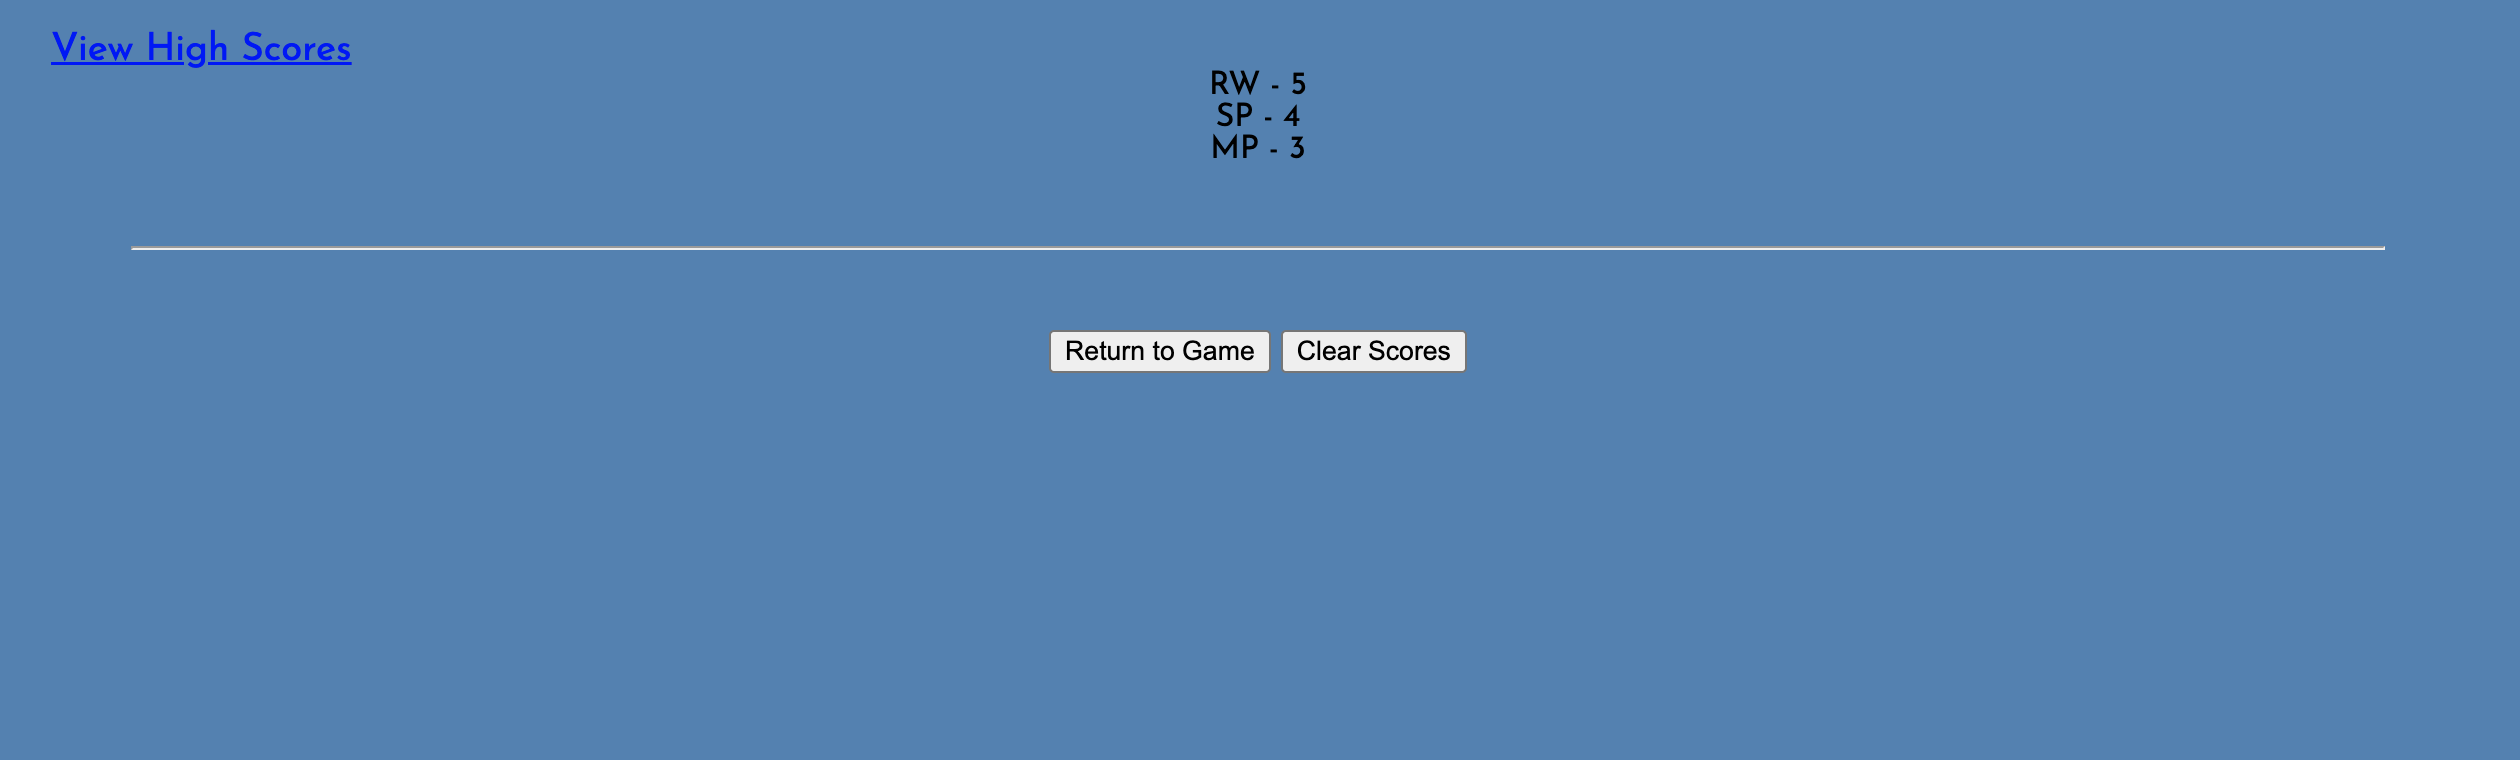 View High Scores
RW - 5
SP - 4
MP - 3
Return to Game
Clear Scores